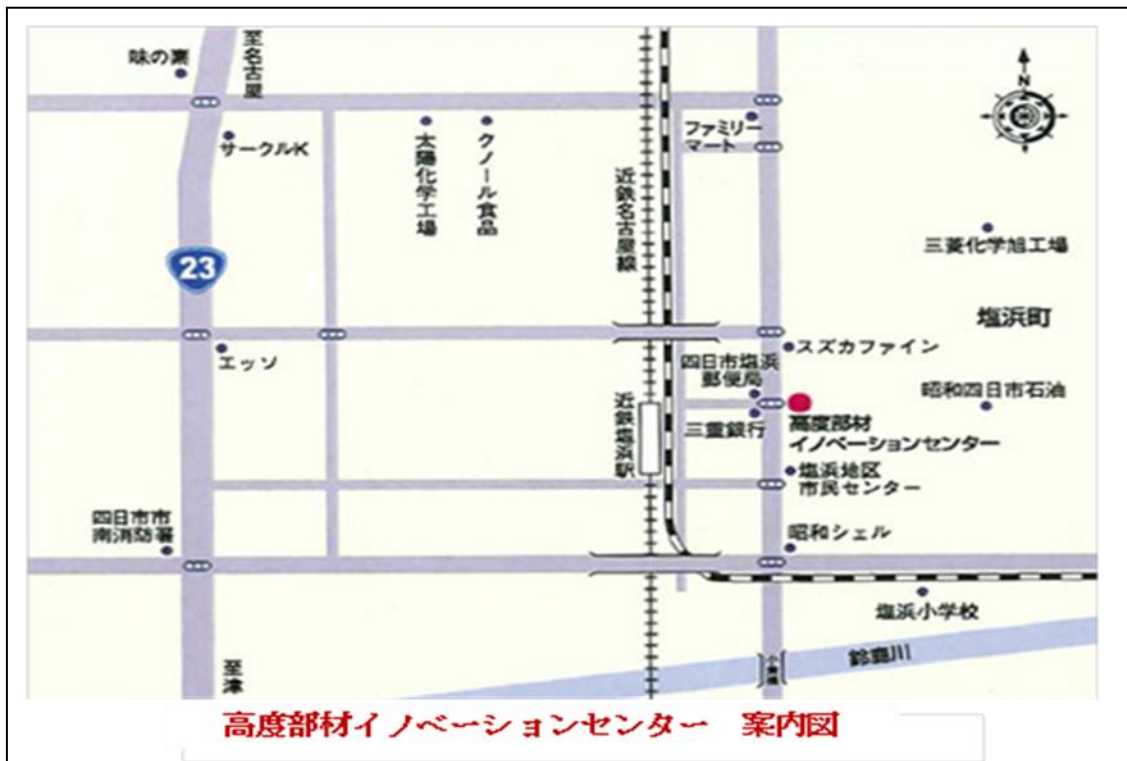 味の素
至名古屋
N
サークルK
太陽化学工場
クノール食品
ファミリー
マート
近鉄名古屋線
三菱化学旭工場
23
塩浜町
エッソ
スズカファイン
四日市塩浜
郵便局
昭和四日市石油
三重銀行
高度部材
イノベーションセンター
近鉄塩浜駅
塩浜地区
市民センター
四日市市
南消防署
昭和シェル
塩浜小学校
至津
鈴鹿川
高度部材イノベーションセンター 案内図